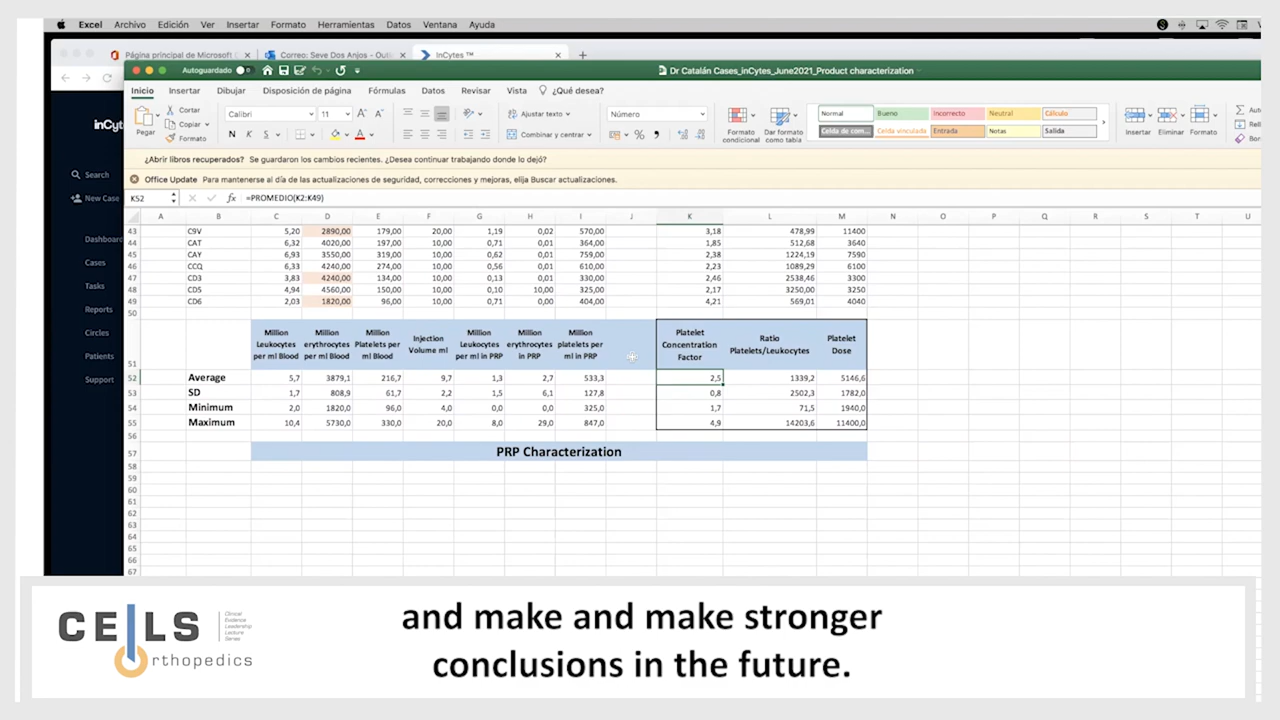 Excel Archivo Edición Ver Insertar Formato Herramientas Datos Ventana Ayuda
Página principal de Microsoft Correo: Seve Dos Anjos - Outl InCytes ™
Autoguardado Dr Catalán Cases_inCytes_June2021_Product characterization
Inicio Insertar Dibujar Disposición de página Fórmulas Datos Revisar Vista ¿Qué desea?
Pegar
Cortar
Copiar
Formato
Calibri 11
N K S
Ajustar texto
Combinar y centrar
Número
Formato condicional
Dar formato como tabla
Normal Bueno Incorrecto Neutral Cálculo
Celda de com... Celda vinculada Entrada Notas Salida
Insertar Eliminar Formato
¿Abrir libros recuperados? Se guardaron los cambios recientes. ¿Desea continuar trabajando donde lo dejó?
Office Update Para mantenerse al día de las actualizaciones de seguridad, correcciones y mejoras, elija Buscar actualizaciones.
K52 fx =PROMEDIO(K2:K49)
inCyt
Search
New Case
Dashboard
Cases
Tasks
Reports
Circles
Patients
Support
A B C D E F G H I J K L M N O P Q R S T U
43 C9V 5,20 2890,00 179,00 20,00 1,19 0,02 570,00 3,18 478,99 11400
44 CAT 6,32 4020,00 197,00 10,00 0,71 0,01 364,00 1,85 512,68 3640
45 CAY 6,93 3550,00 319,00 10,00 0,62 0,01 759,00 2,38 1224,19 7590
46 CCQ 6,33 4240,00 274,00 10,00 0,56 0,01 610,00 2,23 1089,29 6100
47 CD3 3,83 4240,00 134,00 10,00 0,13 0,01 330,00 2,46 2538,46 3300
48 CD5 4,94 4560,00 150,00 10,00 0,10 10,00 325,00 2,17 3250,00 3250
49 CD6 2,03 1820,00 96,00 10,00 0,71 0,00 404,00 4,21 569,01 4040
50
51 Million Leukocytes per ml Blood Million erythrocytes per ml Blood Million Platelets per ml Blood Injection Volume ml Million Leukocytes per ml in PRP Million erythrocytes in PRP Million platelets per ml in PRP Platelet Concentration Factor Ratio Platelets/Leukocytes Platelet Dose
52 Average 5,7 3879,1 216,7 9,7 1,3 2,7 533,3 2,5 1339,2 5146,6
53 SD 1,7 808,9 61,7 2,2 1,5 6,1 127,8 0,8 2502,3 1782,0
54 Minimum 2,0 1820,0 96,0 4,0 0,0 0,0 325,0 1,7 71,5 1940,0
55 Maximum 10,4 5730,0 330,0 20,0 8,0 29,0 847,0 4,9 14203,6 11400,0
56
57 PRP Characterization
58
59
60
61
62
63
64
65
66
67
CELLS Orthopedics
Clinical
Evidence
Leadership
Lecture
Series
and make and make stronger
conclusions in the future.